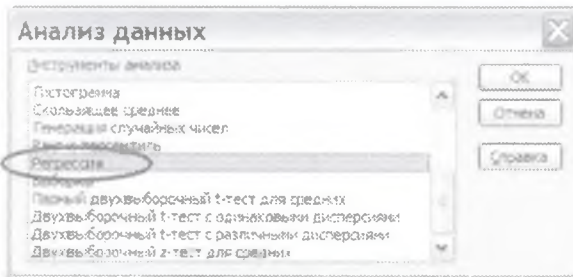 Анализ данных
Инструменты анализа
ОК
Гистограмма
Скользящее среднее
Отмена
Генерация случайных чисел
Ранг и персентиль
Регрессия
Справка
Выборка
Парный двухвыборочный t-тест для средних
Двухвыборочный t-тест с одинаковыми дисперсиями
Двухвыборочный t-тест с различными дисперсиями
Двухвыборочный z-тест для средних